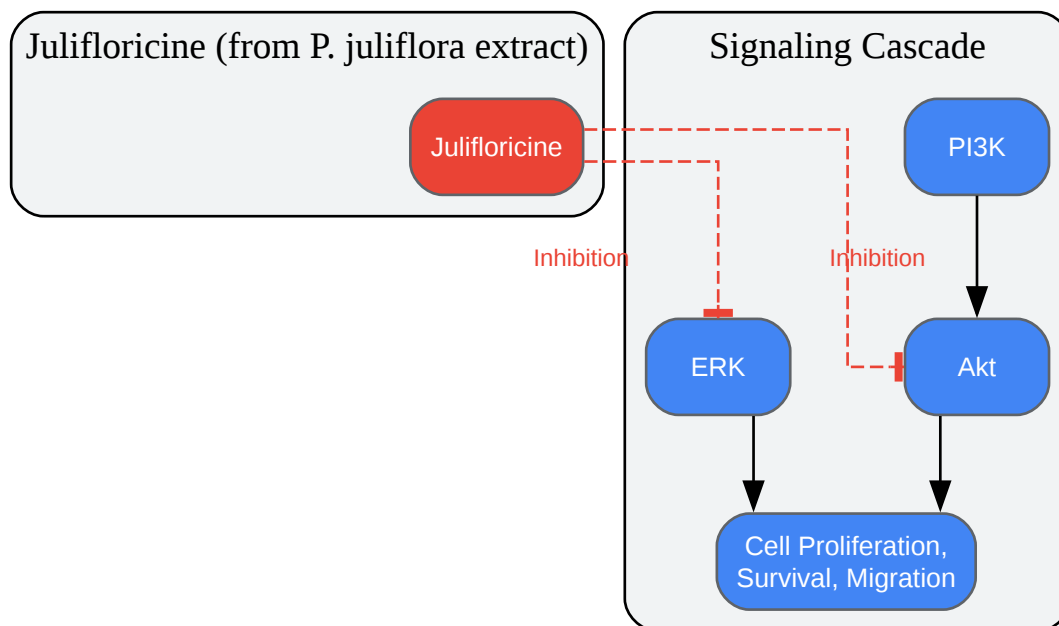 Julifloricine (from P. juliflora extract)
Signaling Cascade
Julifloricine
PI3K
Inhibition
Inhibition
ERK
Akt
Cell Proliferation,
Survival, Migration